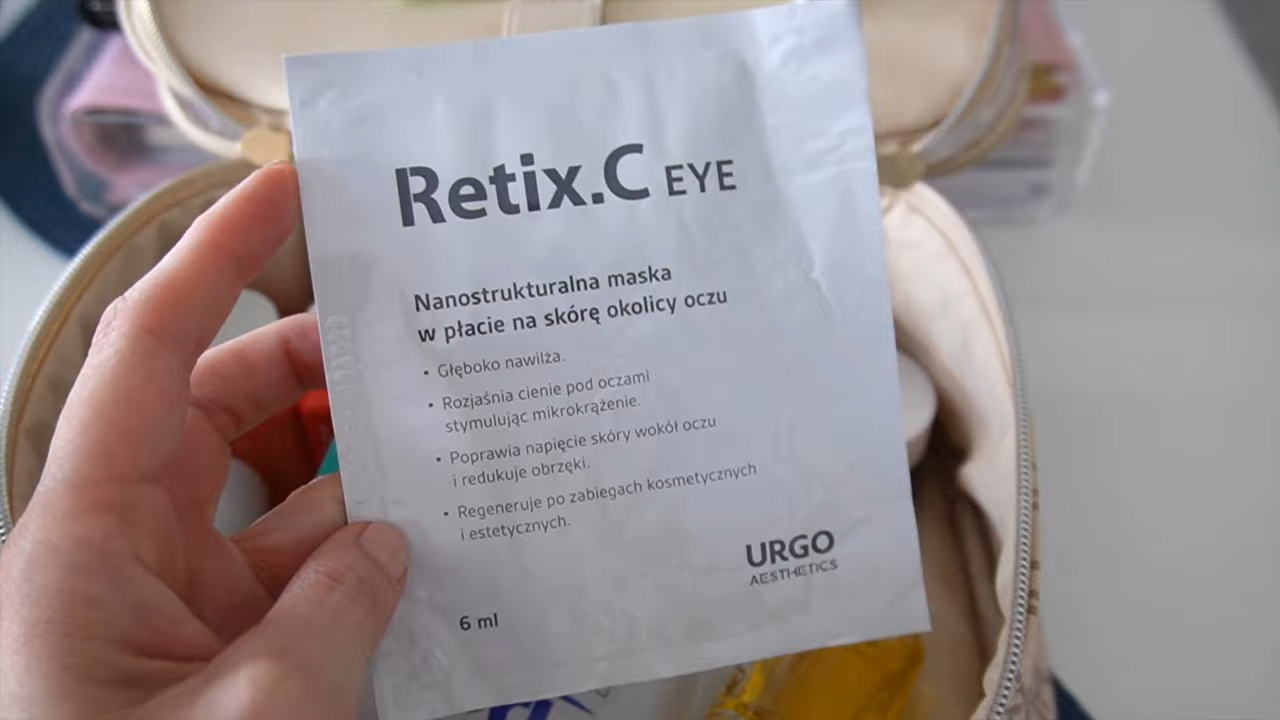 Retix.C EYE
Nanostrukturalna maska
w płacie na skórę okolicy oczu
• Głęboko nawilża.
• Rozjaśnia cienie pod oczami
stymulując mikrokrążenie.
• Poprawia napięcie skóry wokół oczu
i redukuje obrzęki.
• Regeneruje po zabiegach kosmetycznych
i estetycznych.
URGO
AESTHETICS
6 ml